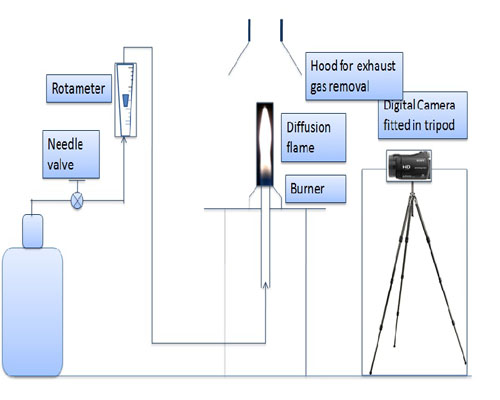 Hood for exhaust
gas removal
Rotameter
Digital Camera
fitted in tripod
Diffusion
flame
Needle
valve
Burner
HD